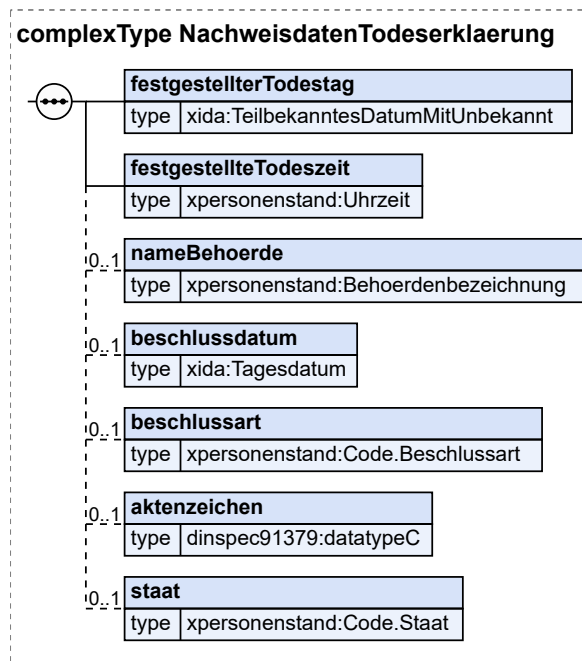 complexType NachweisdatenTodeserklaerung
festgestellterTodestag
type xida:TeilbekanntesDatumMitUnbekannt
festgestellteTodeszeit
type xpersonenstand:Uhrzeit
0..1 nameBehoerde
type xpersonenstand:Behoerdenbezeichnung
0..1 beschlussdatum
type xida:Tagesdatum
0..1 beschlussart
type xpersonenstand:Code.Beschlussart
0..1 aktenzeichen
type dinspec91379:datatypeC
0..1 staat
type xpersonenstand:Code.Staat